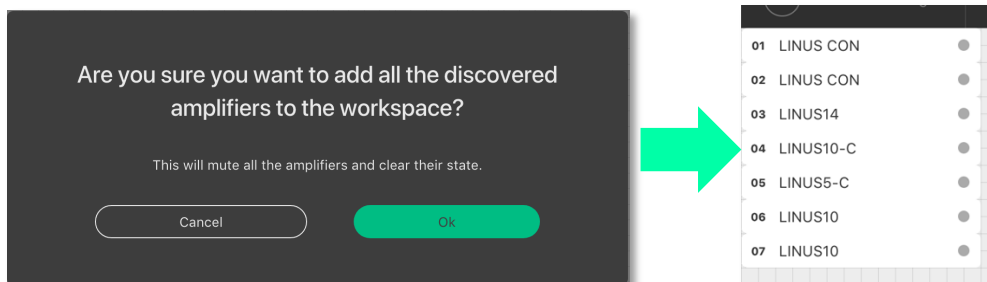 Are you sure you want to add all the discovered
amplifiers to the workspace?
This will mute all the amplifiers and clear their state.
Cancel
Ok
01 LINUS CON
02 LINUS CON
03 LINUS14
04 LINUS10-C
05 LINUS5-C
06 LINUS10
07 LINUS10